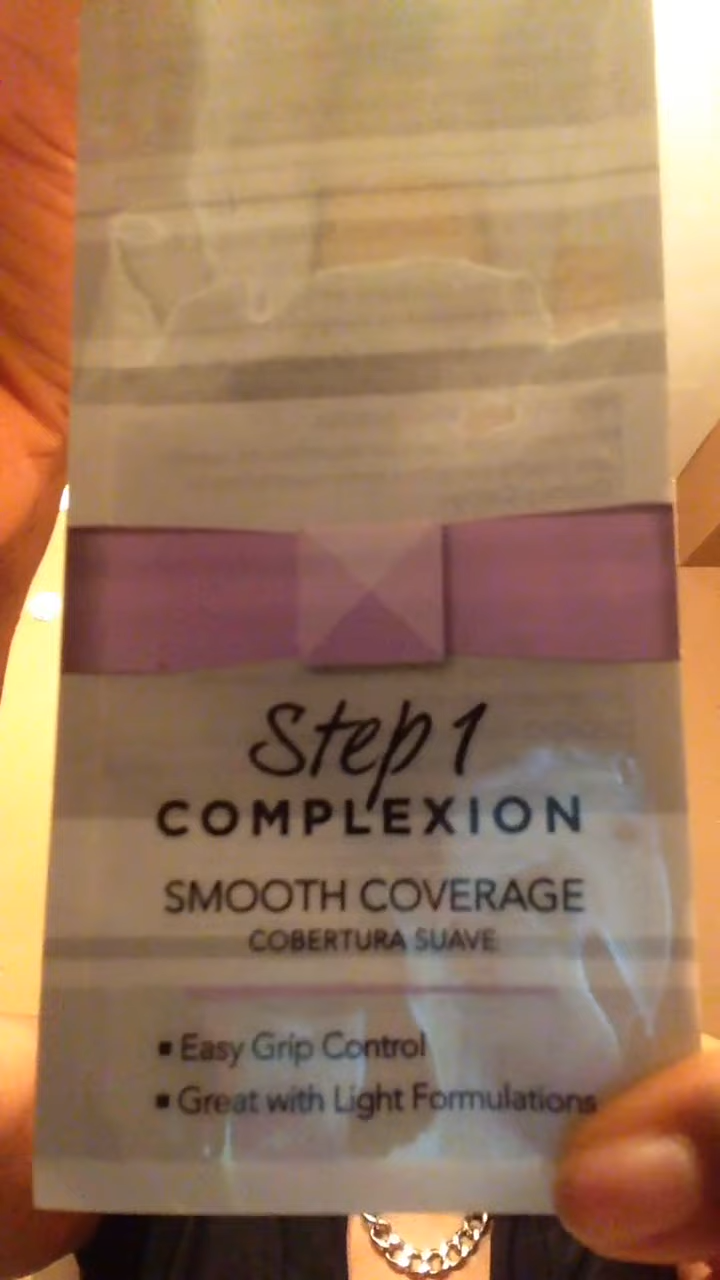 Step 1
COMPLEXION
SMOOTH COVERAGE
COBERTURA SUAVE
▪ Easy Grip Control
▪ Great with Light Formulations